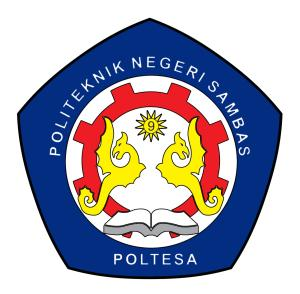 POLITEKNIK NEGERI SAMBAS
9
POLTESA